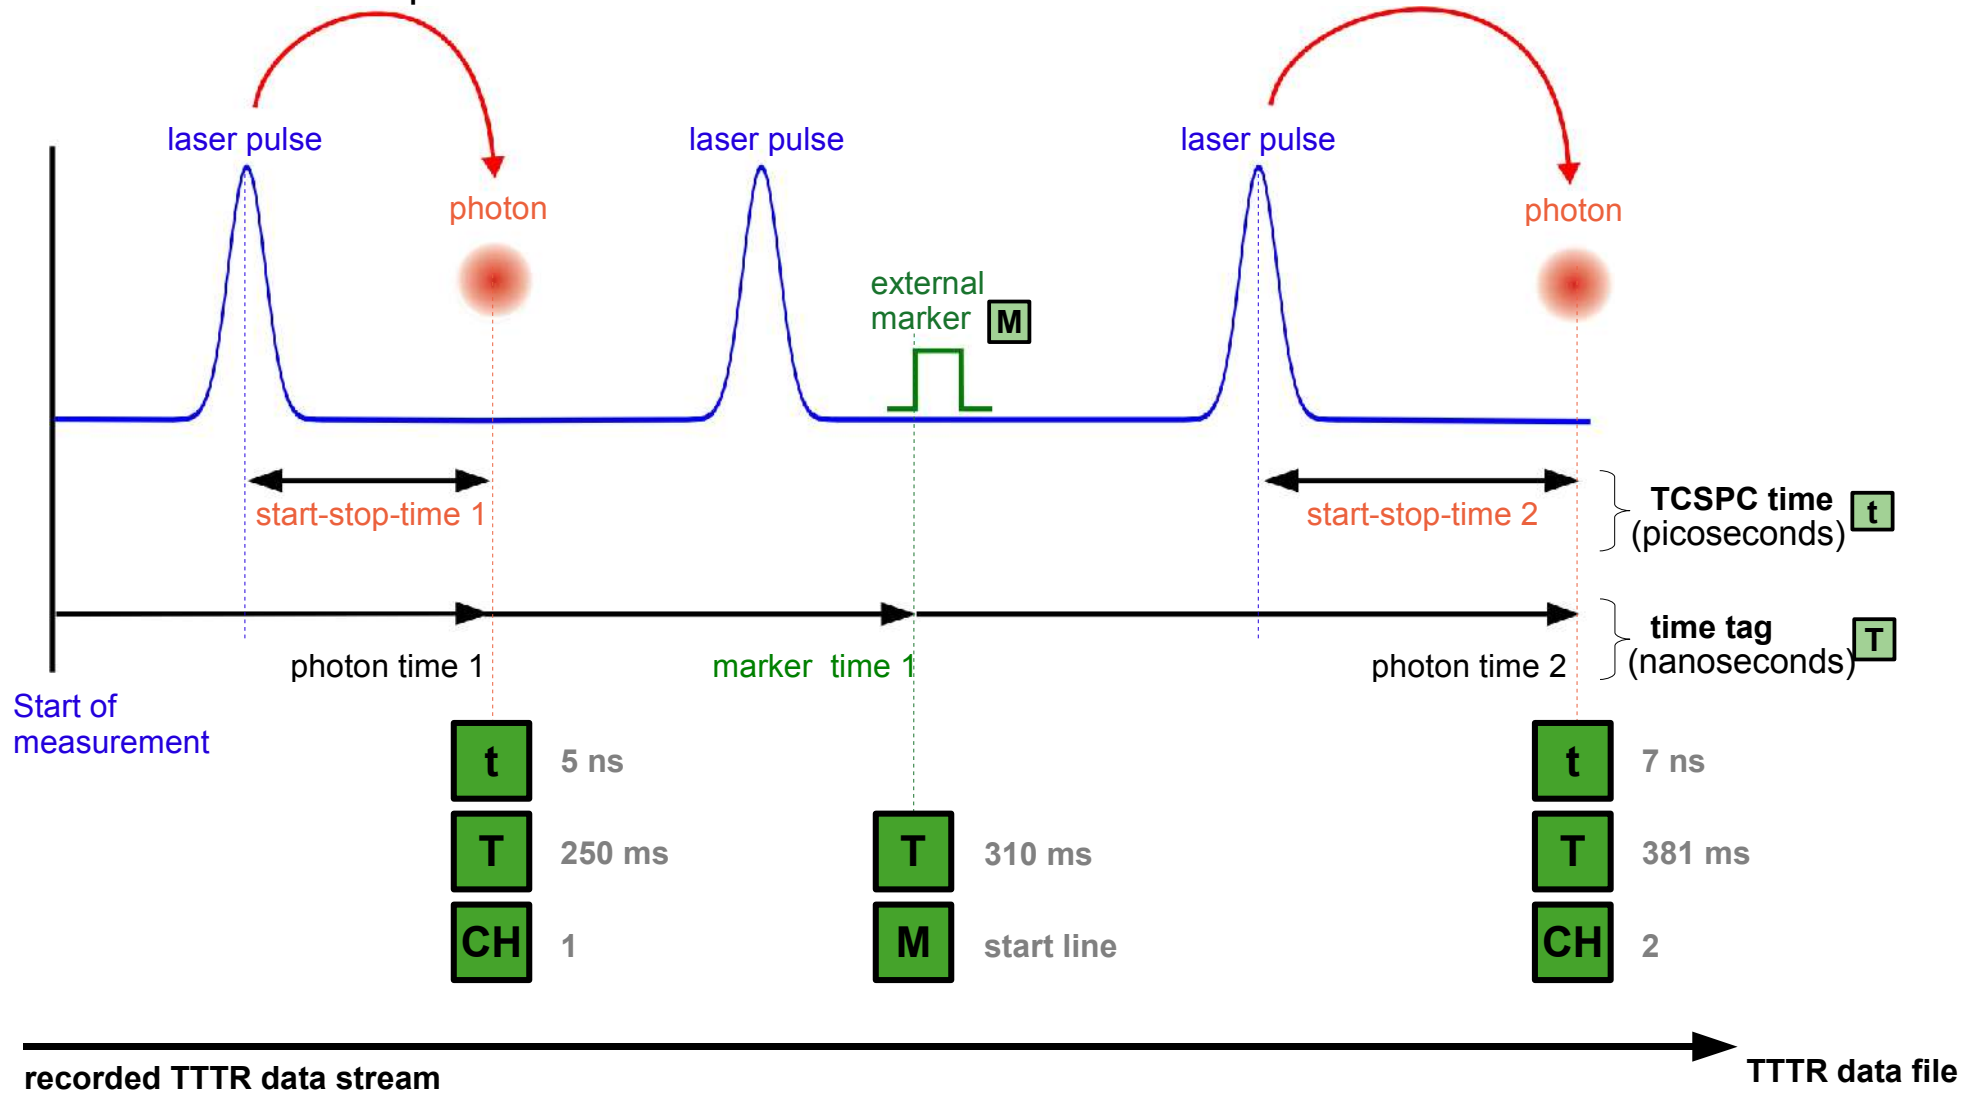 laser pulse
laser pulse
laser pulse
photon
photon
external
marker M
start-stop-time 1
start-stop-time 2
TCSPC time
(picoseconds)
t
photon time 1
marker time 1
photon time 2
time tag
(nanoseconds)
T
Start of
measurement
t 5 ns
t 7 ns
T 250 ms
T 310 ms
T 381 ms
CH 1
M start line
CH 2
recorded TTTR data stream
TTTR data file